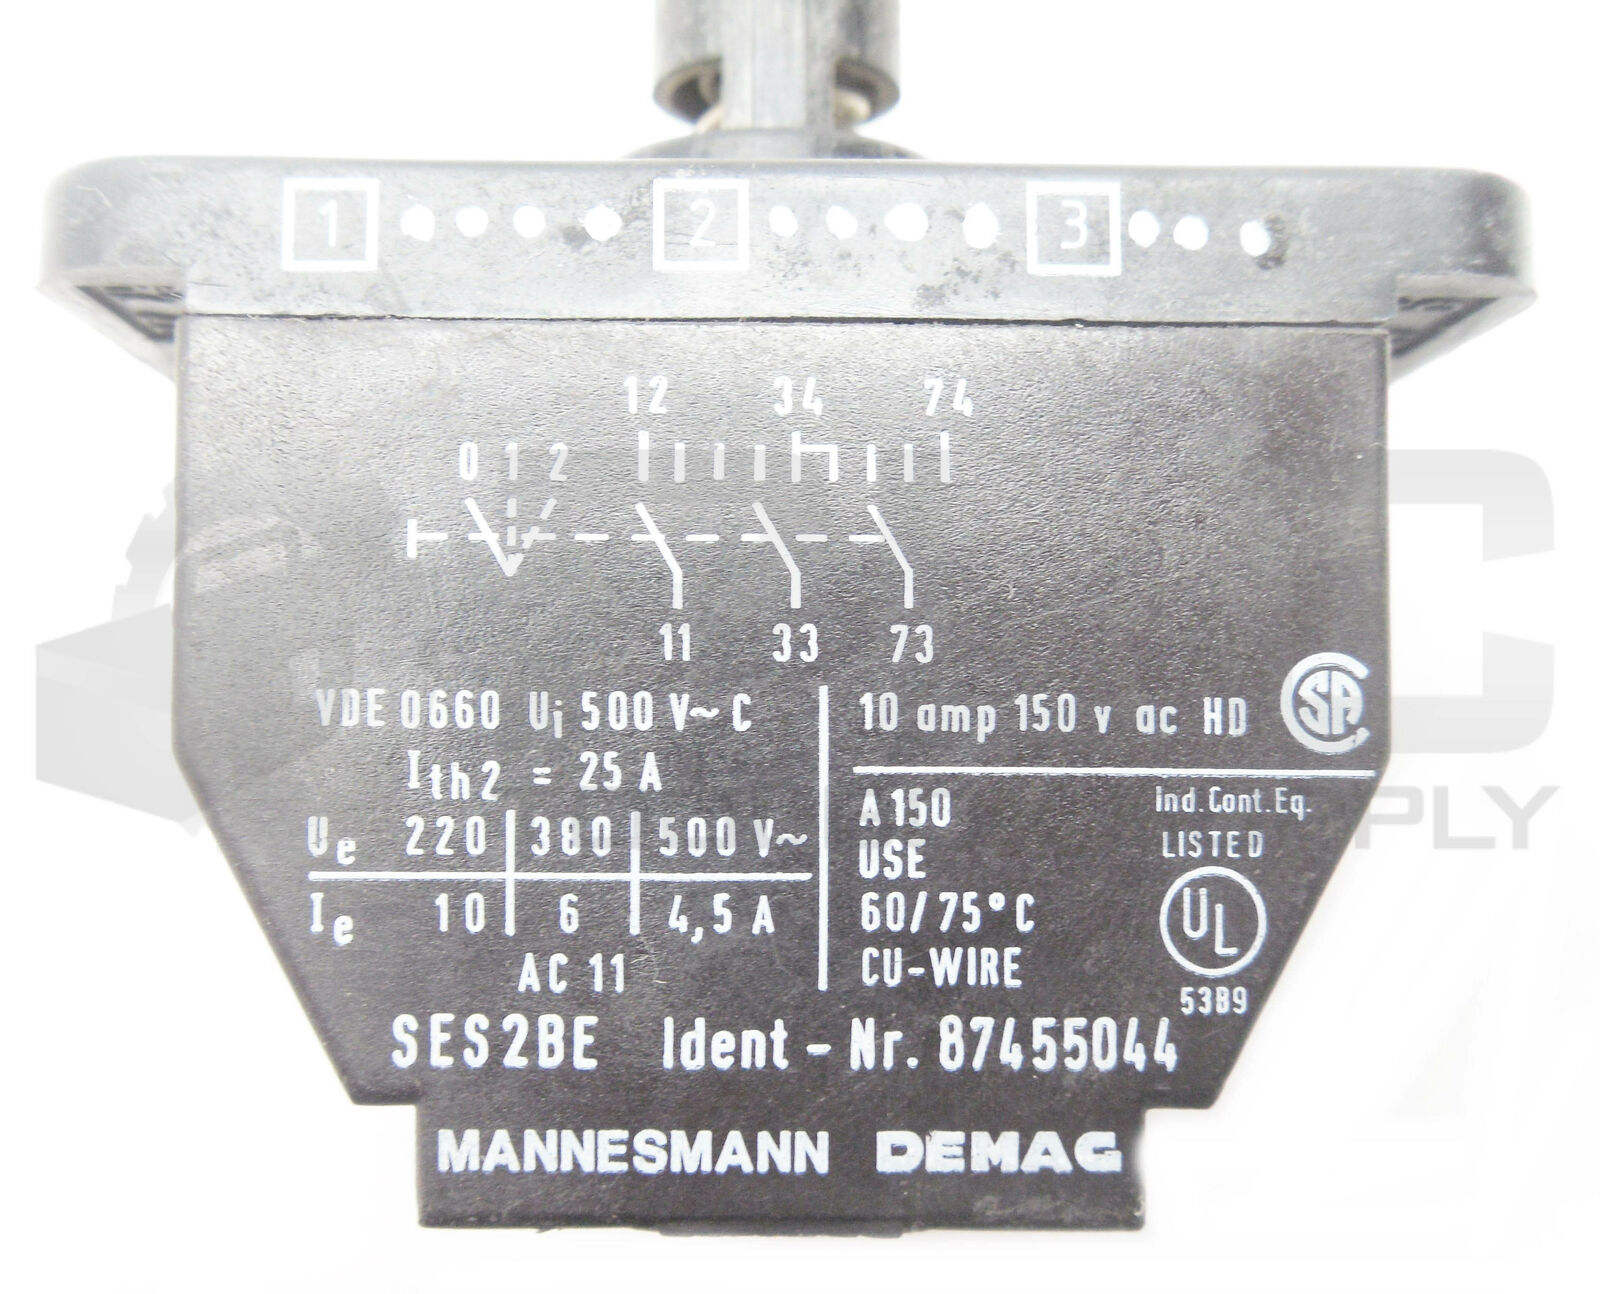 1 2 3
12 34 74
0 1 2
11 33 73
VDE 0660 Ui 500 V~ C
Ith2 = 25 A
Ue 220 380 500 V~
Ie 10 6 4,5 A
AC 11
10 amp 150 v ac HD
CSA
A 150
USE
60/75°C
CU-WIRE
Ind. Cont. Eq.
LISTED
UL
53B9
SES2BE Ident-Nr. 87455044
MANNESMANN DEMAG